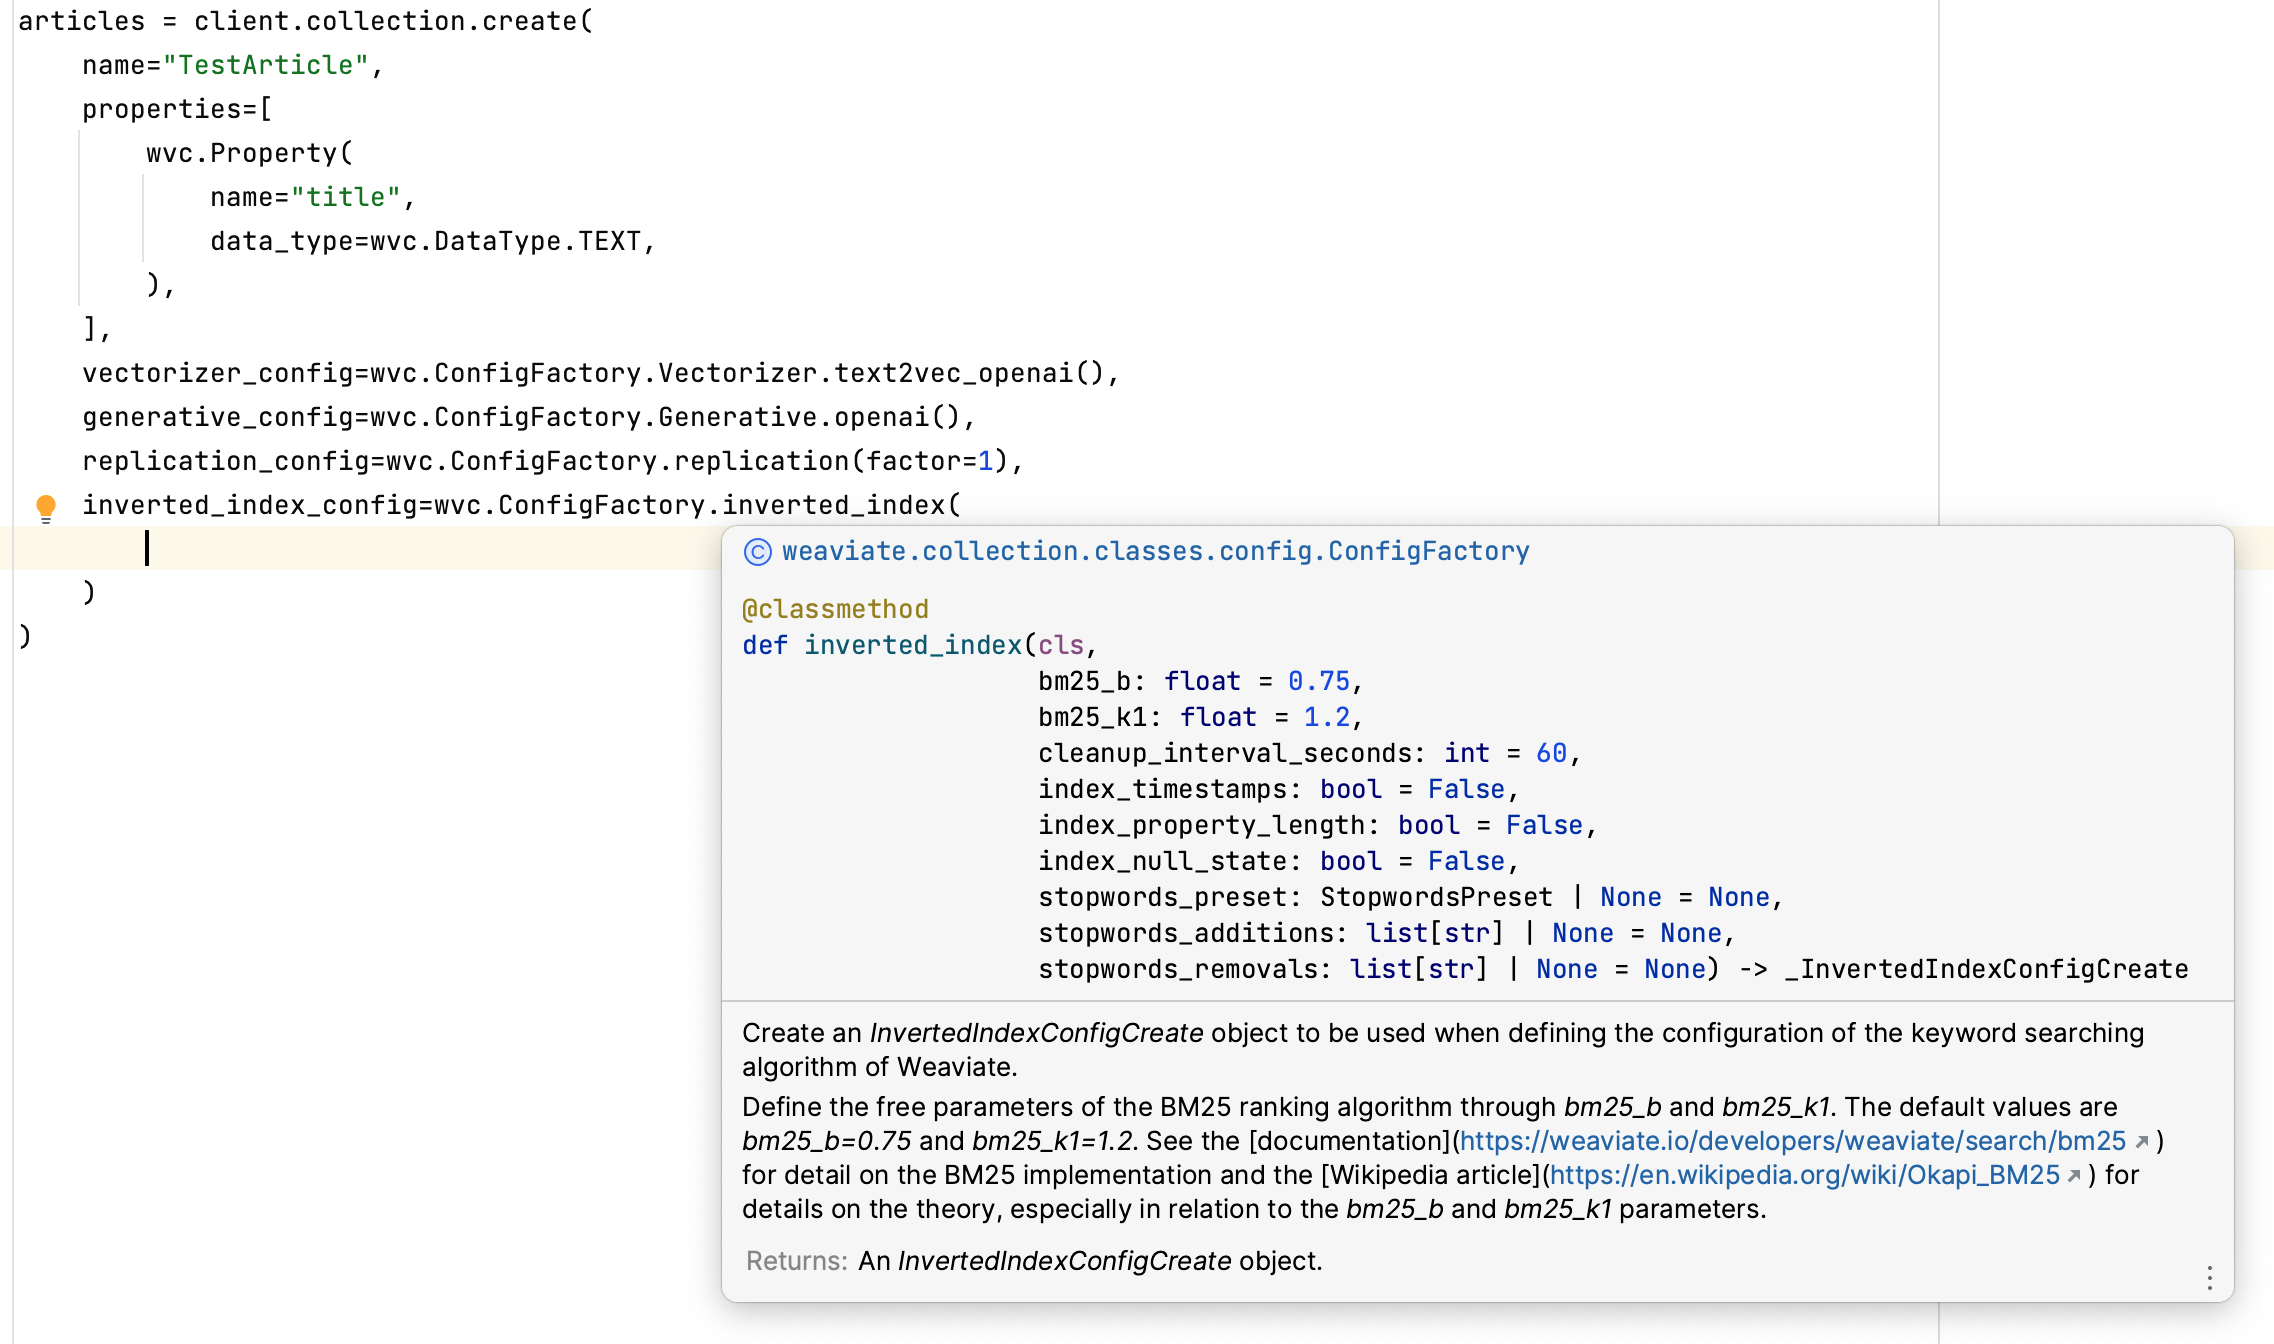 articles = client.collection.create(
    name="TestArticle",
    properties=[
        wvc.Property(
            name="title",
            data_type=wvc.DataType.TEXT,
        ),
    ],
    vectorizer_config=wvc.ConfigFactory.Vectorizer.text2vec_openai(),
    generative_config=wvc.ConfigFactory.Generative.openai(),
    replication_config=wvc.ConfigFactory.replication(factor=1),
    inverted_index_config=wvc.ConfigFactory.inverted_index(
    )
)
© weaviate.collection.classes.config.ConfigFactory
@classmethod
def inverted_index(cls,
                   bm25_b: float = 0.75,
                   bm25_k1: float = 1.2,
                   cleanup_interval_seconds: int = 60,
                   index_timestamps: bool = False,
                   index_property_length: bool = False,
                   index_null_state: bool = False,
                   stopwords_preset: StopwordsPreset | None = None,
                   stopwords_additions: list[str] | None = None,
                   stopwords_removals: list[str] | None = None) -> _InvertedIndexConfigCreate
Create an InvertedIndexConfigCreate object to be used when defining the configuration of the keyword searching
algorithm of Weaviate.
Define the free parameters of the BM25 ranking algorithm through bm25_b and bm25_k1. The default values are
bm25_b=0.75 and bm25_k1=1.2. See the [documentation](https://weaviate.io/developers/weaviate/search/bm25 )
for detail on the BM25 implementation and the [Wikipedia article](https://en.wikipedia.org/wiki/Okapi_BM25 ) for
details on the theory, especially in relation to the bm25_b and bm25_k1 parameters.
Returns: An InvertedIndexConfigCreate object.